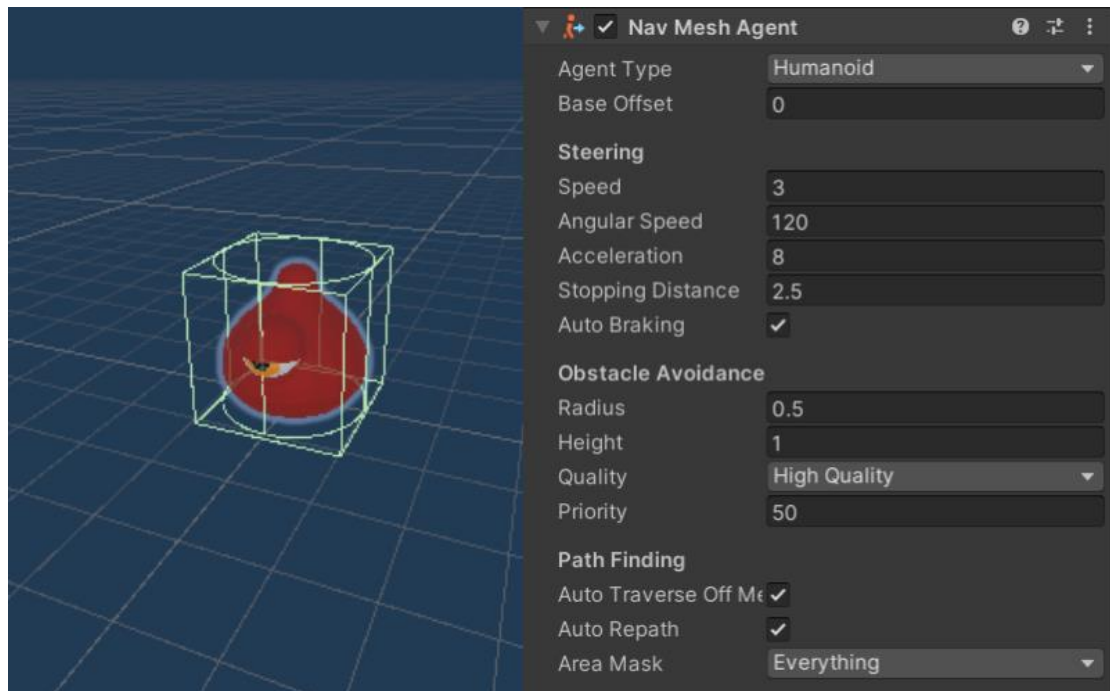 Nav Mesh Agent
Agent Type Humanoid
Base Offset 0
Steering
Speed 3
Angular Speed 120
Acceleration 8
Stopping Distance 2.5
Auto Braking
Obstacle Avoidance
Radius 0.5
Height 1
Quality High Quality
Priority 50
Path Finding
Auto Traverse Off Me
Auto Repath
Area Mask Everything